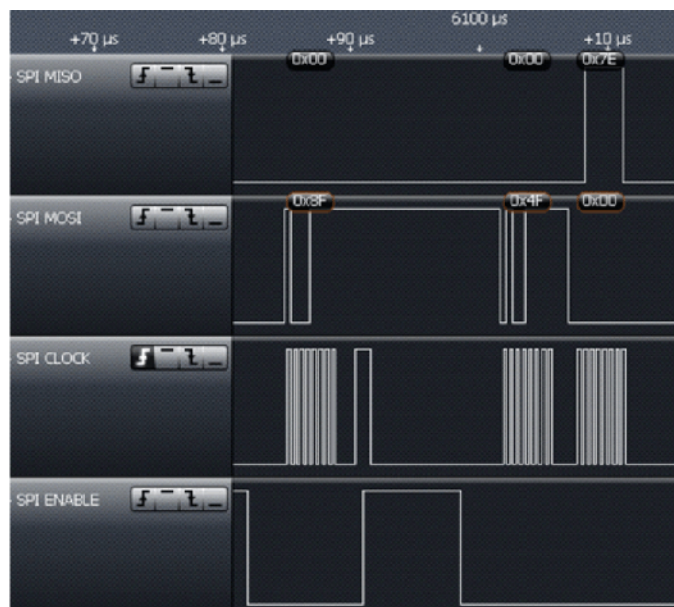 6100 µs
+70 µs +80 µs +90 µs +10 µs
0x00 0x00 0x7E
SPI MISO
0x8F 0x4F 0x00
SPI MOSI
SPI CLOCK
SPI ENABLE